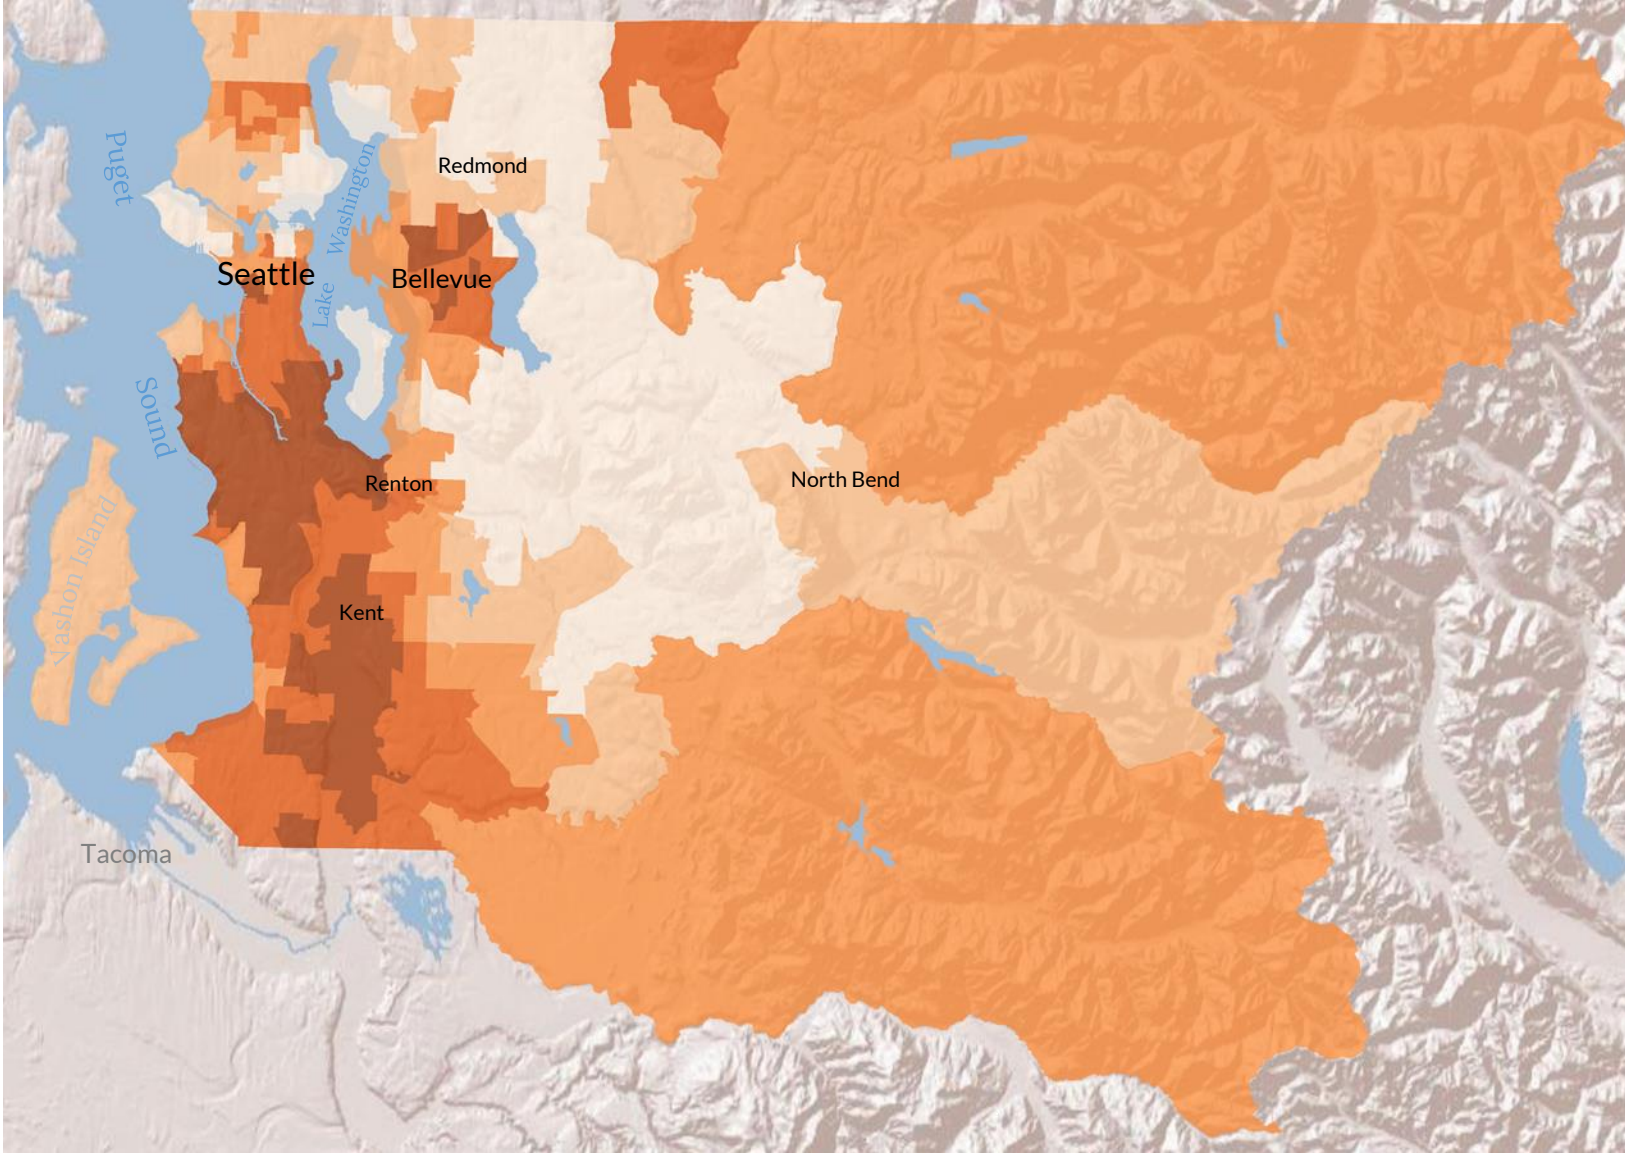 Puget
Redmond
Lake Washington
Seattle
Bellevue
Sound
North Bend
Renton
Vashon Island
Kent
Tacoma